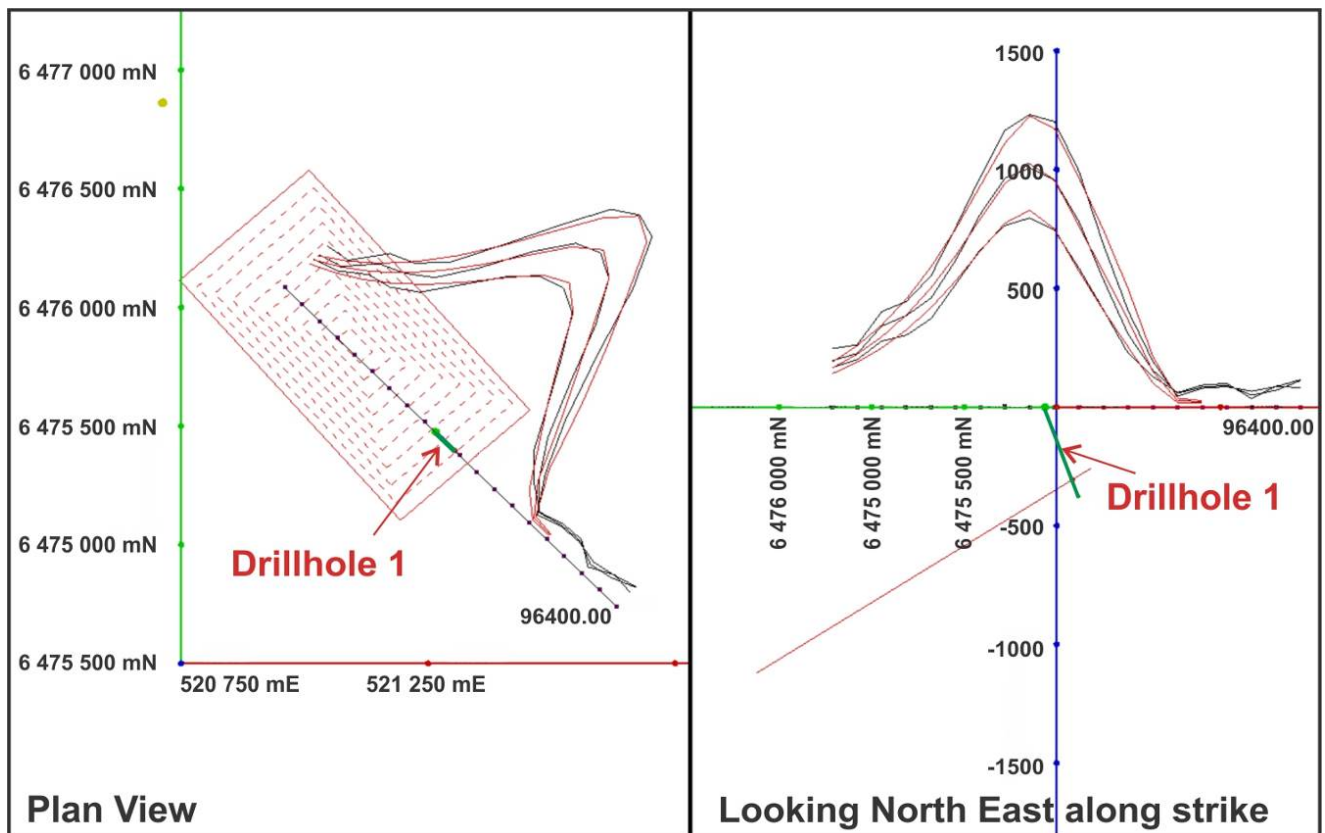 6 477 000 mN
6 476 500 mN
6 476 000 mN
6 475 500 mN
6 475 000 mN
6 475 500 mN
520 750 mE
521 250 mE
Drillhole 1
96400.00
Plan View
1500
1000
500
-500
-1000
-1500
6 476 000 mN
6 475 000 mN
6 475 500 mN
96400.00
Drillhole 1
Looking North East along strike